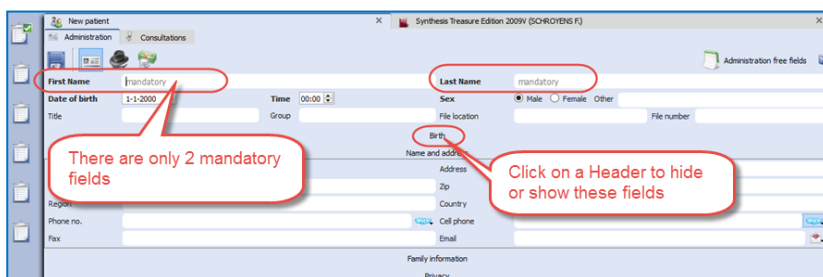 New patient
Synthesis Treasure Edition 2009V (SCHROYENS F.)
Administration
Consultations
Administration free fields
First Name mandatory Last Name mandatory
Date of birth 1-1-2000 Time 00:00 Sex Male Female Other
Title Group File location File number
Birth
Name and address
There are only 2 mandatory
fields
Click on a Header to hide
or show these fields
Address
Zip
Region Country
Phone no. Cell phone
Fax Email
Family information
Privacy